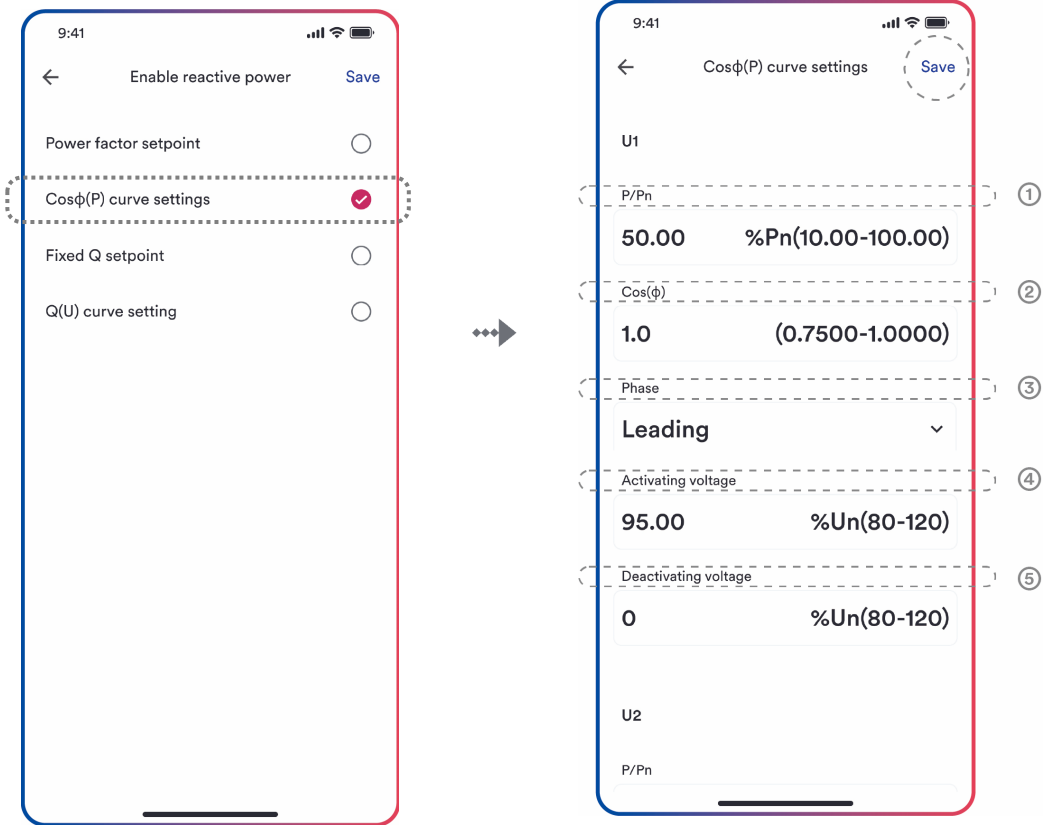 9:41
Enable reactive power Save
Power factor setpoint
Cosϕ(P) curve settings
Fixed Q setpoint
Q(U) curve setting
9:41
Cosϕ(P) curve settings Save
U1
P/Pn ①
50.00 %Pn(10.00-100.00)
Cos(ϕ) ②
1.0 (0.7500-1.0000)
Phase ③
Leading
Activating voltage ④
95.00 %Un(80-120)
Deactivating voltage ⑤
0 %Un(80-120)
U2
P/Pn